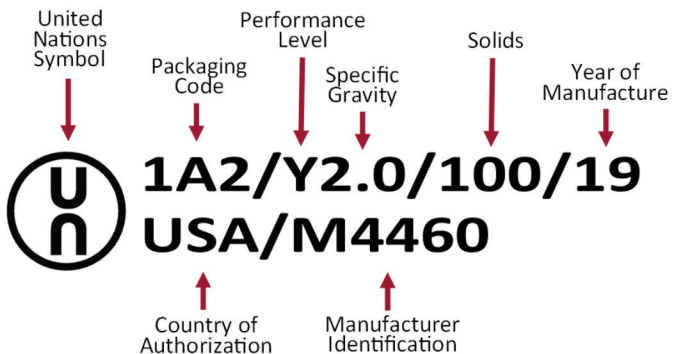 United
Nations
Symbol
Packaging
Code
Performance
Level
Specific
Gravity
Solids
Year of
Manufacture
un
1A2/Y2.0/100/19
USA/M4460
Country of
Authorization
Manufacturer
Identification